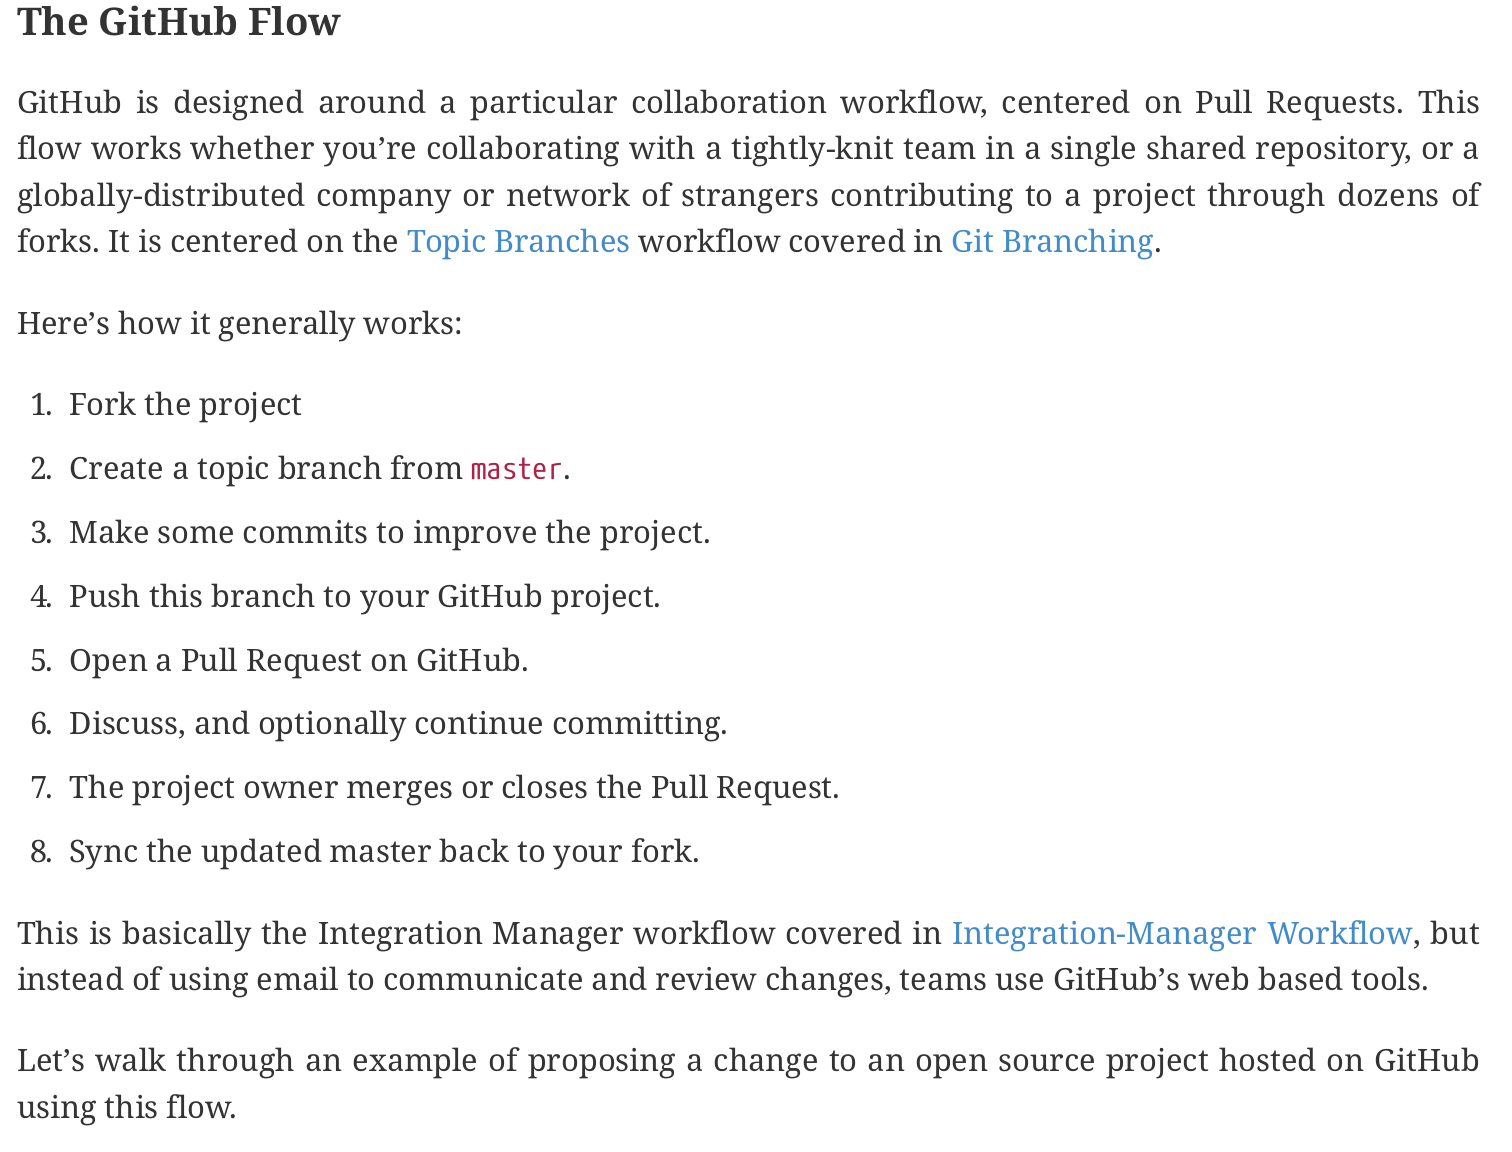 The GitHub Flow
GitHub is designed around a particular collaboration workflow, centered on Pull Requests. This
flow works whether you’re collaborating with a tightly-knit team in a single shared repository, or a
globally-distributed company or network of strangers contributing to a project through dozens of
forks. It is centered on the Topic Branches workflow covered in Git Branching.
Here’s how it generally works:
1. Fork the project
2. Create a topic branch from master.
3. Make some commits to improve the project.
4. Push this branch to your GitHub project.
5. Open a Pull Request on GitHub.
6. Discuss, and optionally continue committing.
7. The project owner merges or closes the Pull Request.
8. Sync the updated master back to your fork.
This is basically the Integration Manager workflow covered in Integration-Manager Workflow, but
instead of using email to communicate and review changes, teams use GitHub’s web based tools.
Let’s walk through an example of proposing a change to an open source project hosted on GitHub
using this flow.